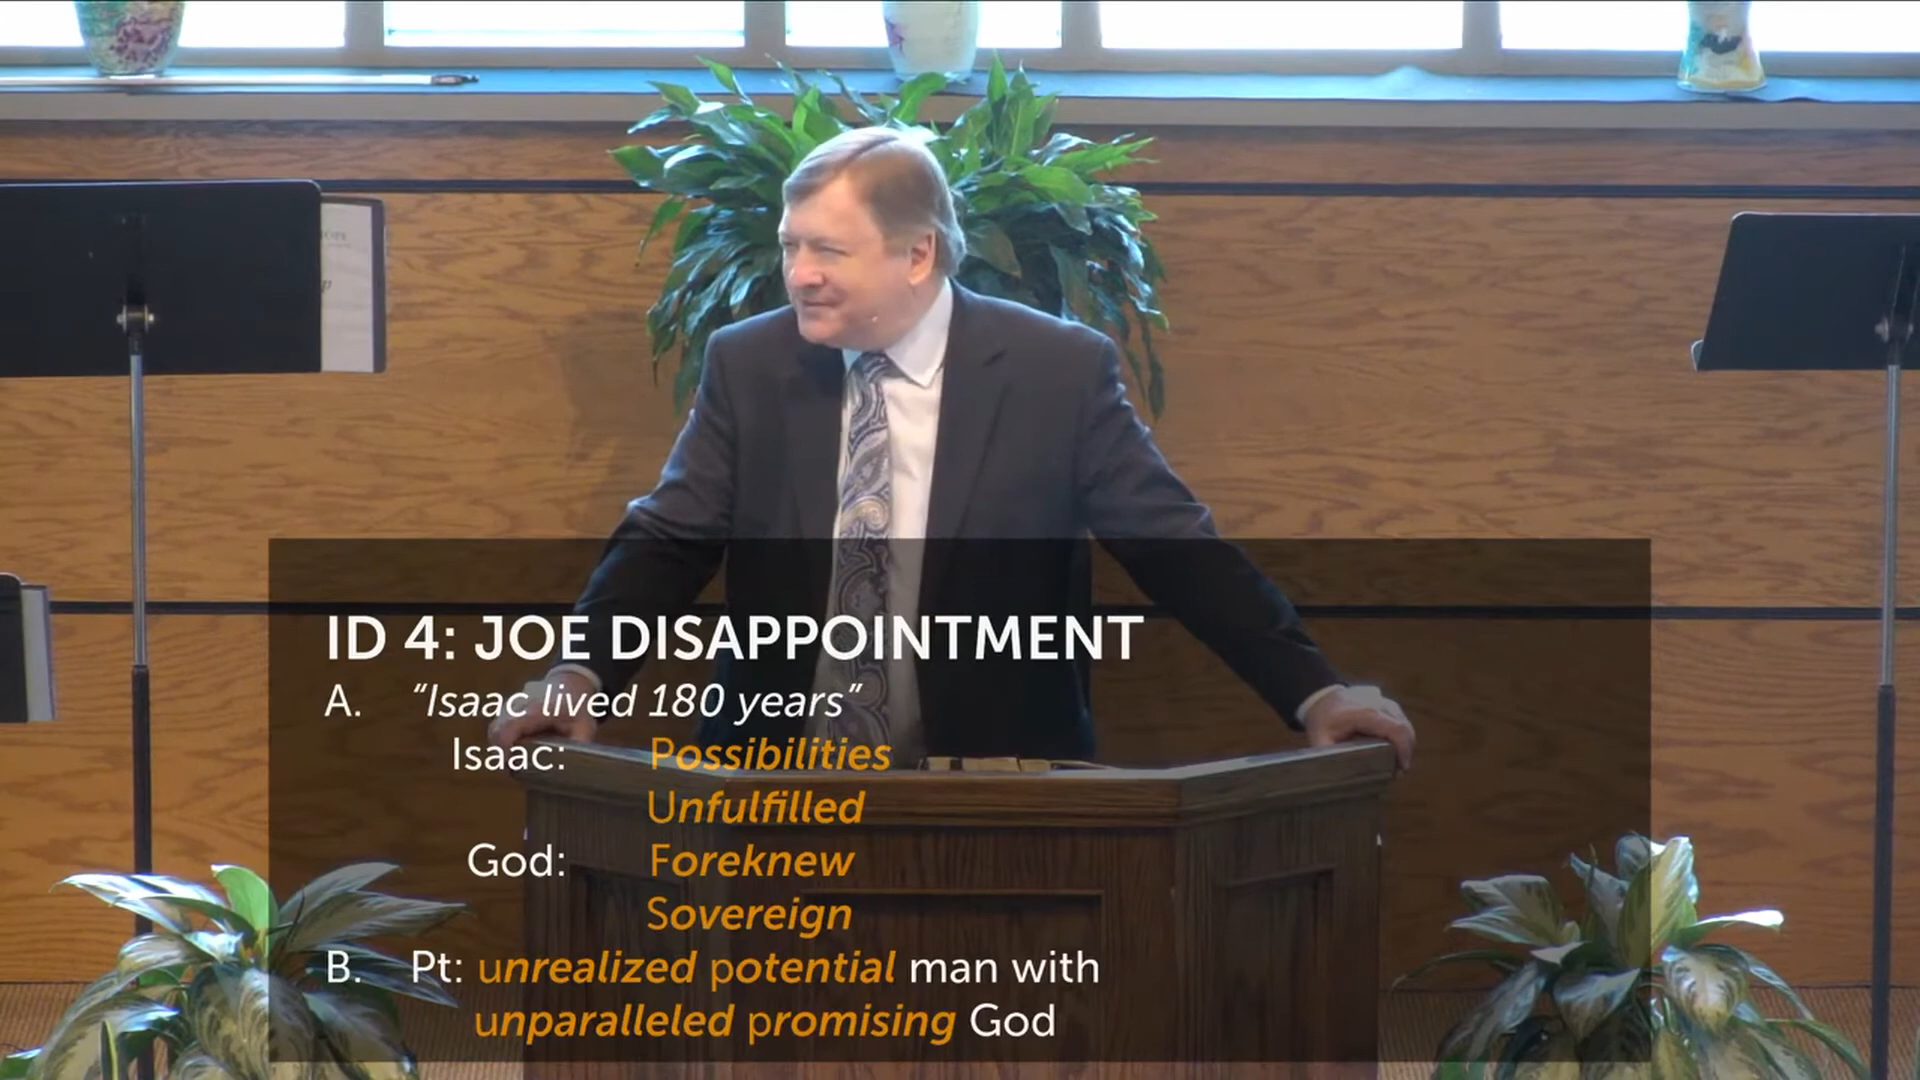 ID 4: JOE DISAPPOINTMENT
A. “Isaac lived 180 years”
Isaac: Possibilities
Unfulfilled
God: Foreknew
Sovereign
B. Pt: unrealized potential man with
unparalleled promising God